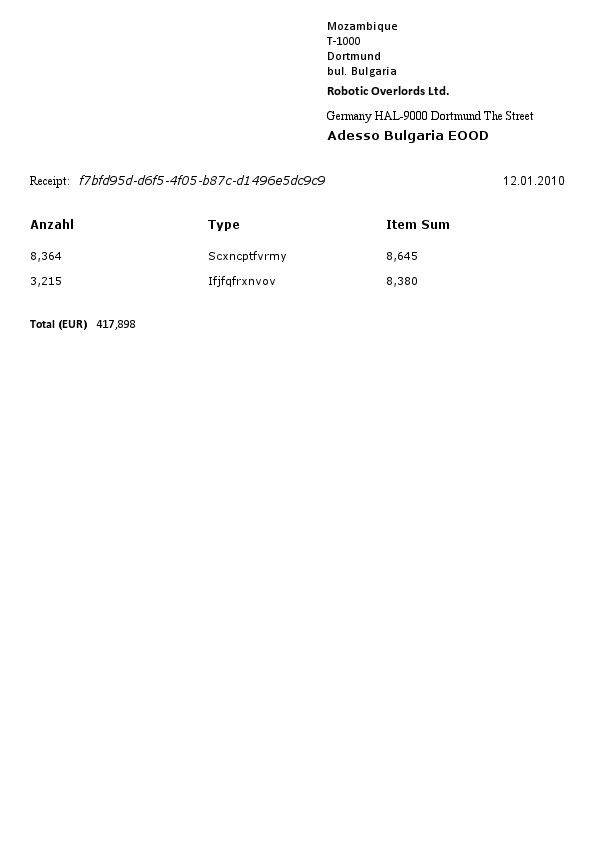 Mozambique
T-1000
Dortmund
bul. Bulgaria
Robotic Overlords Ltd.
Germany HAL-9000 Dortmund The Street
Adesso Bulgaria EOOD
Receipt: f7bfd95d-d6f5-4f05-b87c-d1496e5dc9c9 12.01.2010
Anzahl Type Item Sum
8,364 Scxncptfvrmy 8,645
3,215 Ifjfqfrxnvov 8,380
Total (EUR) 417,898